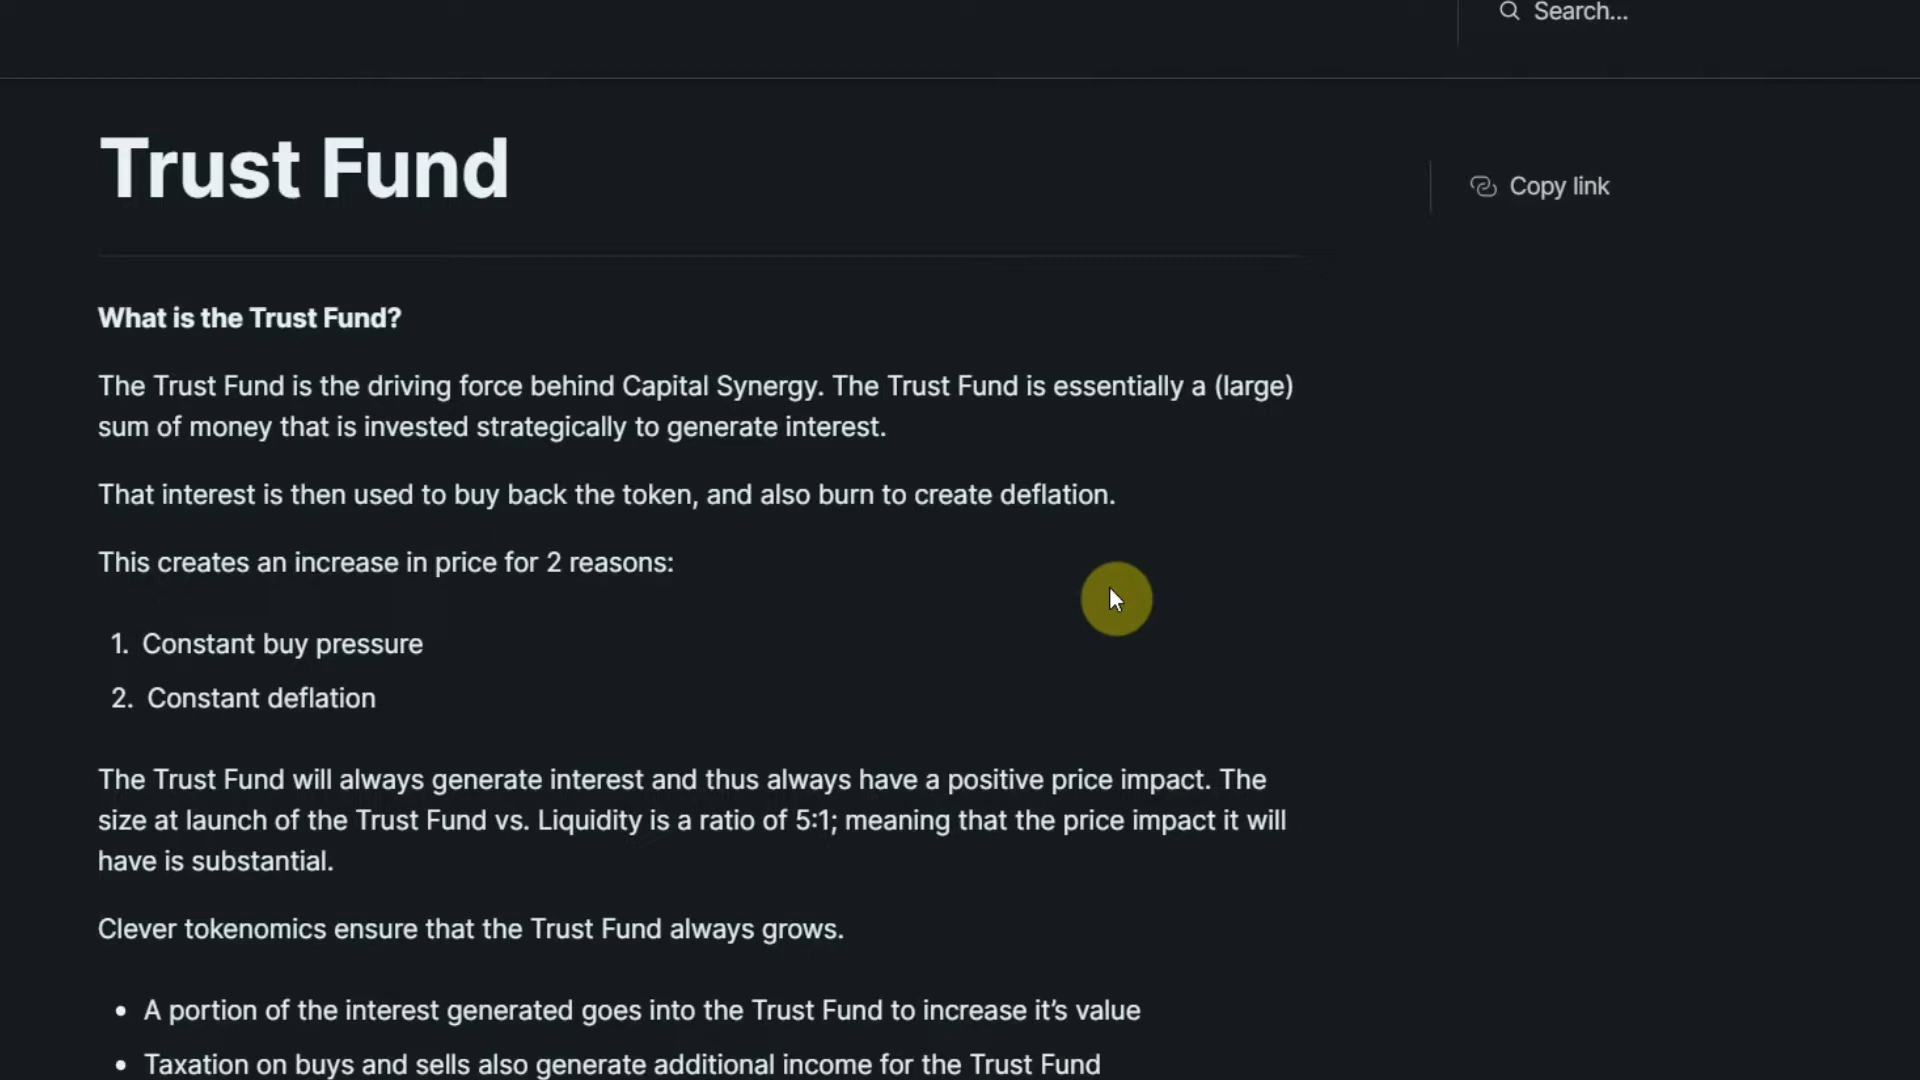 Search...
Trust Fund
Copy link
What is the Trust Fund?
The Trust Fund is the driving force behind Capital Synergy. The Trust Fund is essentially a (large)
sum of money that is invested strategically to generate interest.
That interest is then used to buy back the token, and also burn to create deflation.
This creates an increase in price for 2 reasons:
1. Constant buy pressure
2. Constant deflation
The Trust Fund will always generate interest and thus always have a positive price impact. The
size at launch of the Trust Fund vs. Liquidity is a ratio of 5:1; meaning that the price impact it will
have is substantial.
Clever tokenomics ensure that the Trust Fund always grows.
• A portion of the interest generated goes into the Trust Fund to increase it's value
• Taxation on buys and sells also generate additional income for the Trust Fund